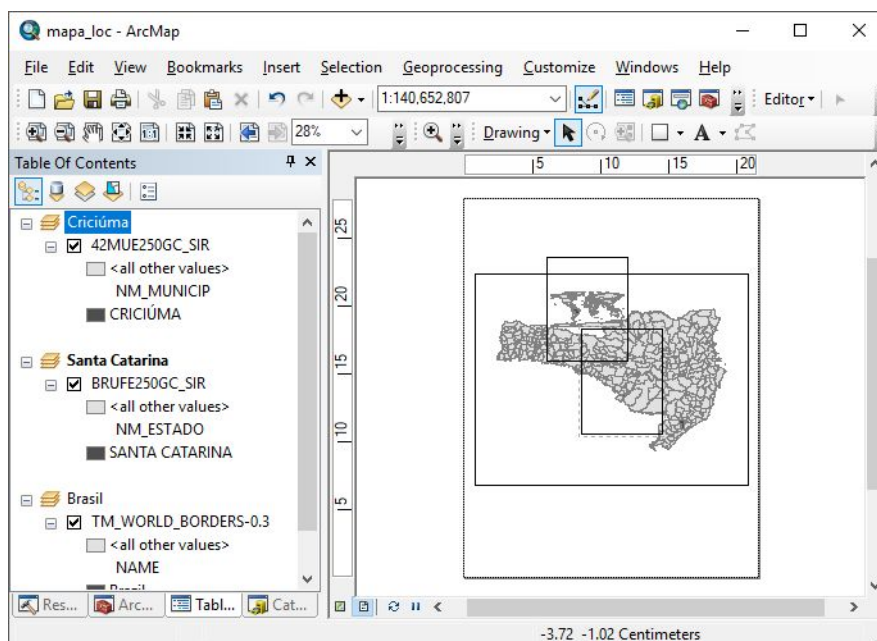 mapa_loc - ArcMap
File Edit View Bookmarks Insert Selection Geoprocessing Customize Windows Help
1:140,652,807 Editor
28% Drawing A
Table Of Contents
Criciúma
42MUE250GC_SIR
<all other values>
NM_MUNICIP
CRICIÚMA
Santa Catarina
BRUFE250GC_SIR
<all other values>
NM_ESTADO
SANTA CATARINA
Brasil
TM_WORLD_BORDERS-0.3
<all other values>
NAME
Res... Arc... Tabl... Cat...
5 10 15 20
25
20
15
10
5
-3.72 -1.02 Centimeters